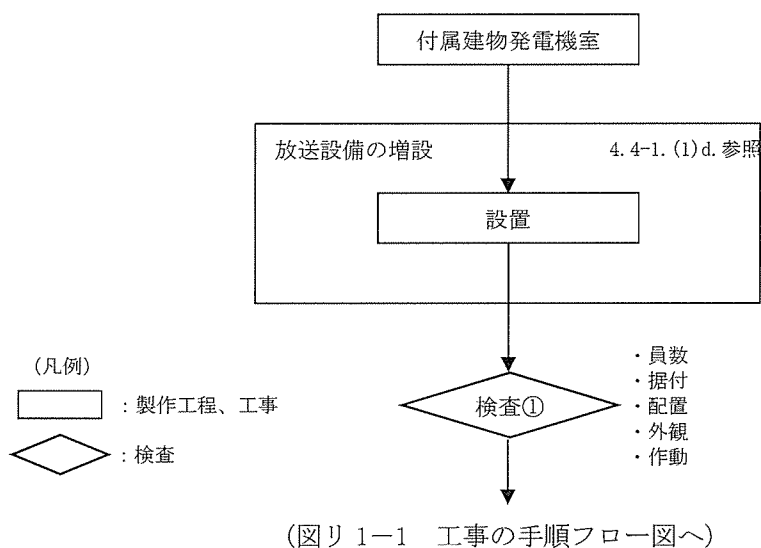 付属建物発電機室
放送設備の増設 4.4-1.(1)d.参照
設置
検査①
・員数
・据付
・配置
・外観
・作動
(凡例)
：製作工程、工事
：検査
(図リ 1-1 工事の手順フロー図へ)